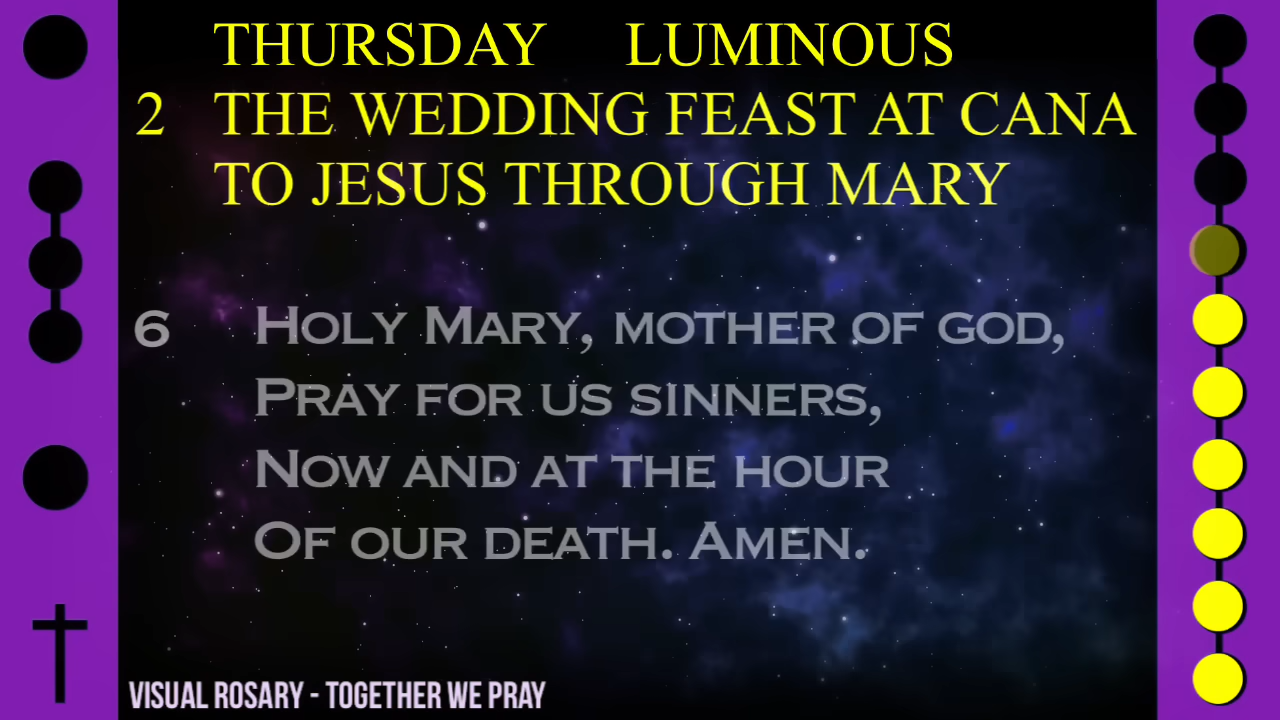 THURSDAY LUMINOUS
2 THE WEDDING FEAST AT CANA
TO JESUS THROUGH MARY
6 HOLY MARY, MOTHER OF GOD,
PRAY FOR US SINNERS,
NOW AND AT THE HOUR
OF OUR DEATH. AMEN.
VISUAL ROSARY - TOGETHER WE PRAY